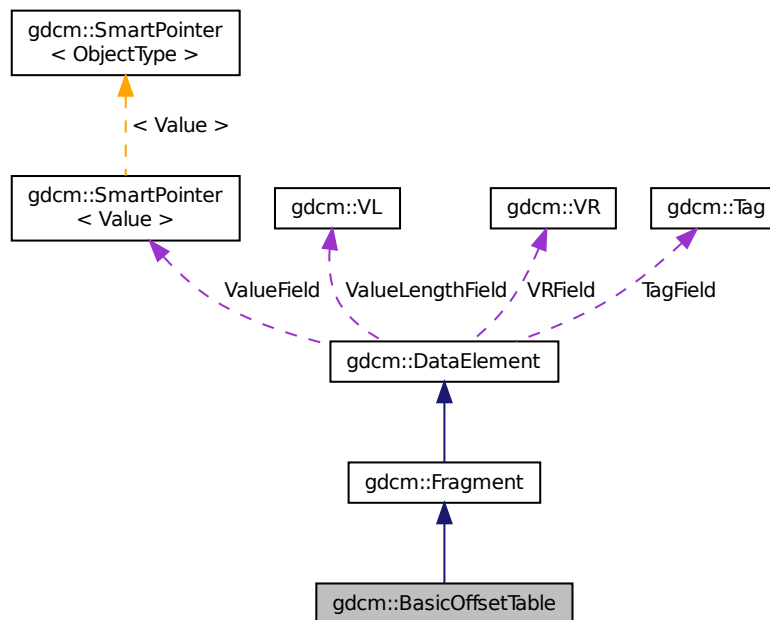 gdcm::SmartPointer
< ObjectType >
< Value >
gdcm::SmartPointer
< Value >
gdcm::VL
gdcm::VR
gdcm::Tag
ValueField
ValueLengthField
VRField
TagField
gdcm::DataElement
gdcm::Fragment
gdcm::BasicOffsetTable